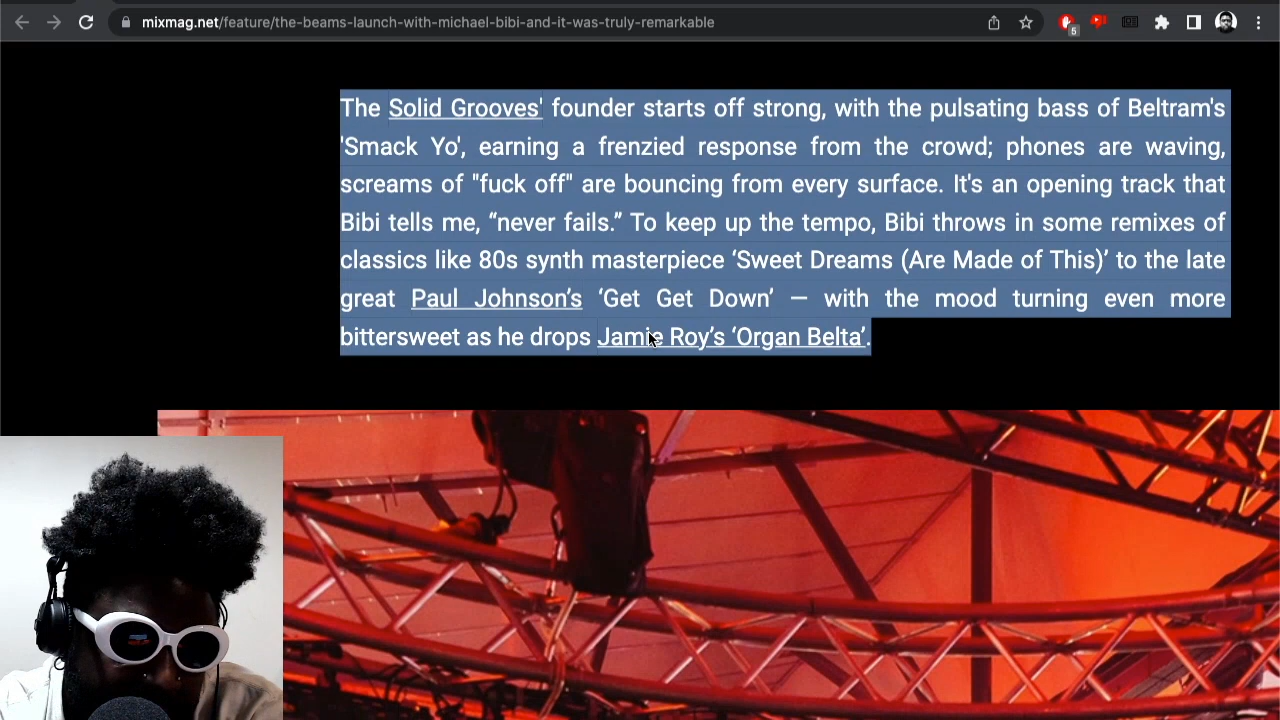 mixmag.net/feature/the-beams-launch-with-michael-bibi-and-it-was-truly-remarkable
5
The Solid Grooves' founder starts off strong, with the pulsating bass of Beltram's
'Smack Yo', earning a frenzied response from the crowd; phones are waving,
screams of "fuck off" are bouncing from every surface. It's an opening track that
Bibi tells me, “never fails.” To keep up the tempo, Bibi throws in some remixes of
classics like 80s synth masterpiece ‘Sweet Dreams (Are Made of This)’ to the late
great Paul Johnson’s ‘Get Get Down’ — with the mood turning even more
bittersweet as he drops Jamie Roy’s ‘Organ Belta’.